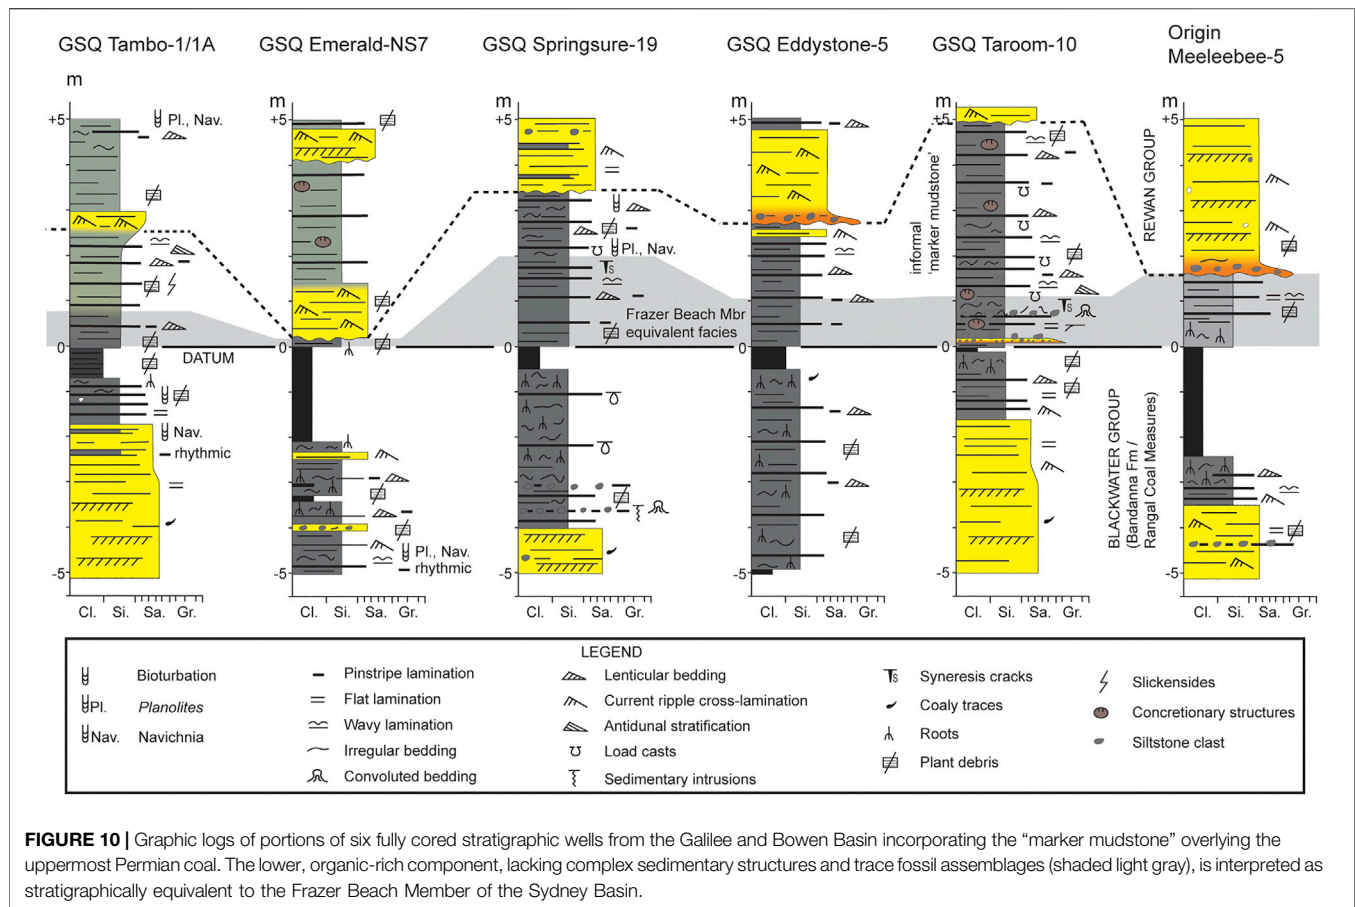 GSQ Tambo-1/1A
GSQ Emerald-NS7
GSQ Springsure-19
GSQ Eddystone-5
GSQ Taroom-10
Origin
Meeleebee-5
m
+5
0
-5
Pl., Nav.
DATUM
Nav.
rhythmic
Cl. Si. Sa. Gr.
m
+5
0
-5
Pl., Nav.
rhythmic
Cl. Si. Sa. Gr.
m
+5
0
-5
Pl., Nav.
S
Frazer Beach Mbr
equivalent facies
Cl. Si. Sa. Gr.
m
+5
0
-5
Cl. Si. Sa. Gr.
informal
'marker mudstone'
m
+5
0
-5
S
Cl. Si. Sa. Gr.
REWAN GROUP
BLACKWATER GROUP
(Bandanna Fm /
Rangal Coal Measures)
m
+5
0
-5
Cl. Si. Sa. Gr.
LEGEND
Bioturbation
Pl. Planolites
Nav. Navichnia
Pinstripe lamination
Flat lamination
Wavy lamination
Irregular bedding
Convoluted bedding
Lenticular bedding
Current ripple cross-lamination
Antidunal stratification
Load casts
Sedimentary intrusions
S Syneresis cracks
Coaly traces
Roots
Plant debris
Slickensides
Concretionary structures
Siltstone clast
FIGURE 10 | Graphic logs of portions of six fully cored stratigraphic wells from the Galilee and Bowen Basin incorporating the “marker mudstone” overlying the
uppermost Permian coal. The lower, organic-rich component, lacking complex sedimentary structures and trace fossil assemblages (shaded light gray), is interpreted as
stratigraphically equivalent to the Frazer Beach Member of the Sydney Basin.